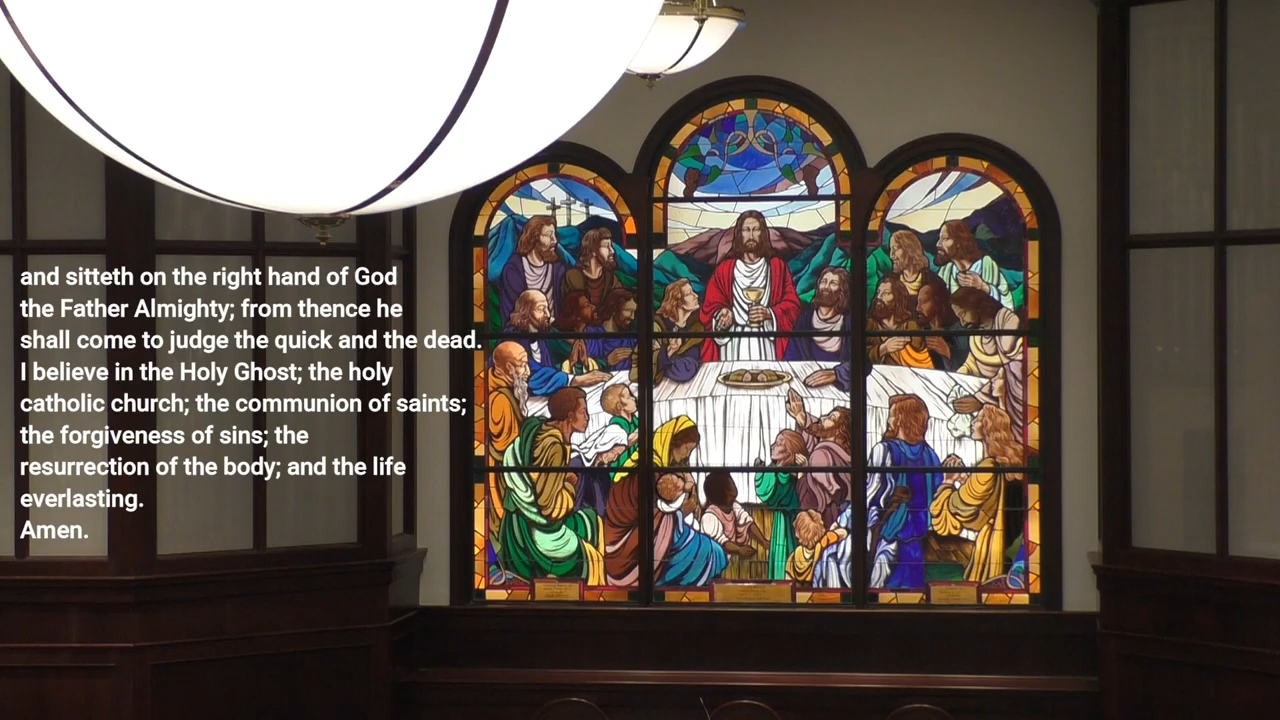 and sitteth on the right hand of God
the Father Almighty; from thence he
shall come to judge the quick and the dead.
I believe in the Holy Ghost; the holy
catholic church; the communion of saints;
the forgiveness of sins; the
resurrection of the body; and the life
everlasting.
Amen.